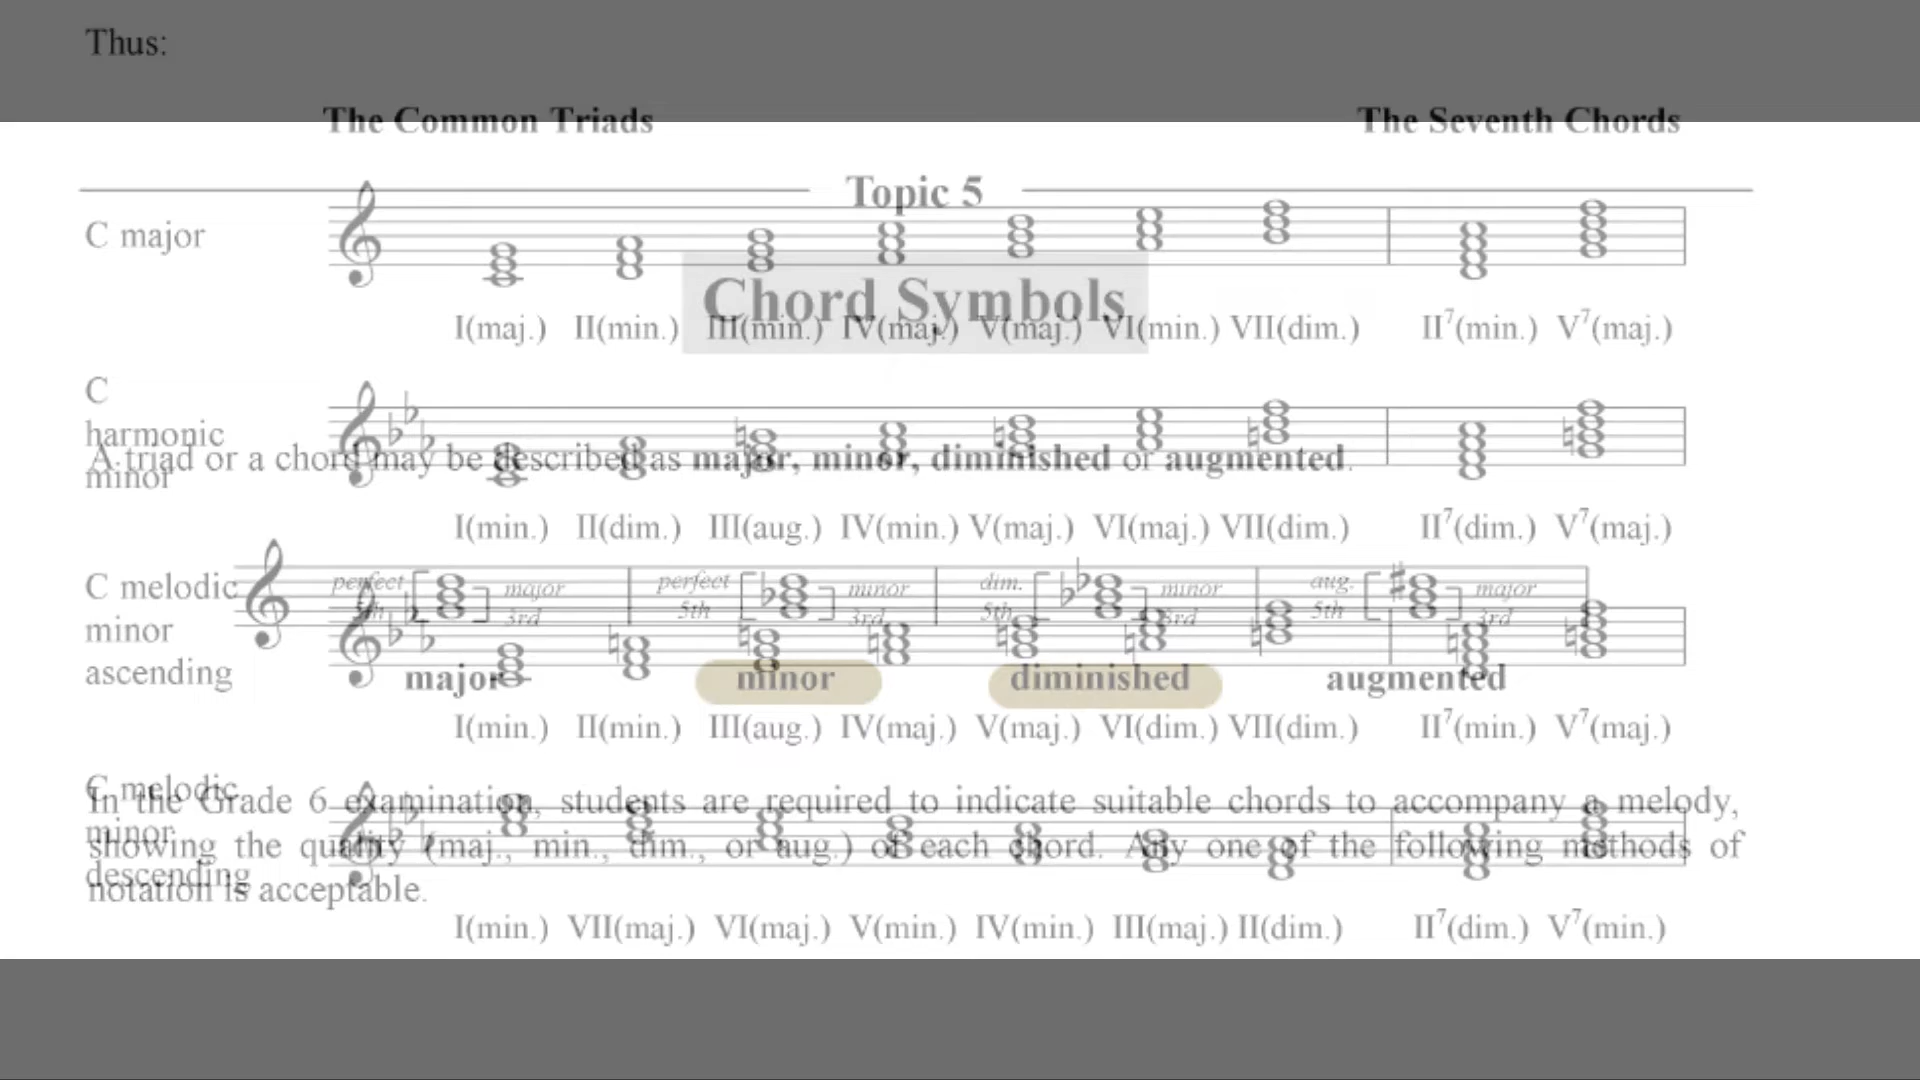 Thus:
The Common Triads The Seventh Chords
Topic 5
C major
Chord Symbols
I(maj.) II(min.) III(min.) IV(maj.) V(maj.) VI(min.) VII(dim.) II⁷(min.) V⁷(maj.)
C
harmonic
minor
A triad or a chord may be described as major, minor, diminished or augmented.
I(min.) II(dim.) III(aug.) IV(min.) V(maj.) VI(maj.) VII(dim.) II⁷(dim.) V⁷(maj.)
C melodic
minor
ascending
perfect major perfect minor dim. minor aug. major
5th 3rd 5th 3rd 5th 3rd 5th 3rd
major minor diminished augmented
I(min.) II(min.) III(aug.) IV(maj.) V(maj.) VI(dim.) VII(dim.) II⁷(min.) V⁷(maj.)
C melodic
minor
descending
In the Grade 6 examination, students are required to indicate suitable chords to accompany a melody,
showing the quality (maj., min., dim., or aug.) of each chord. Any one of the following methods of
notation is acceptable.
I(min.) VII(maj.) VI(maj.) V(min.) IV(min.) III(maj.) II(dim.) II⁷(dim.) V⁷(min.)